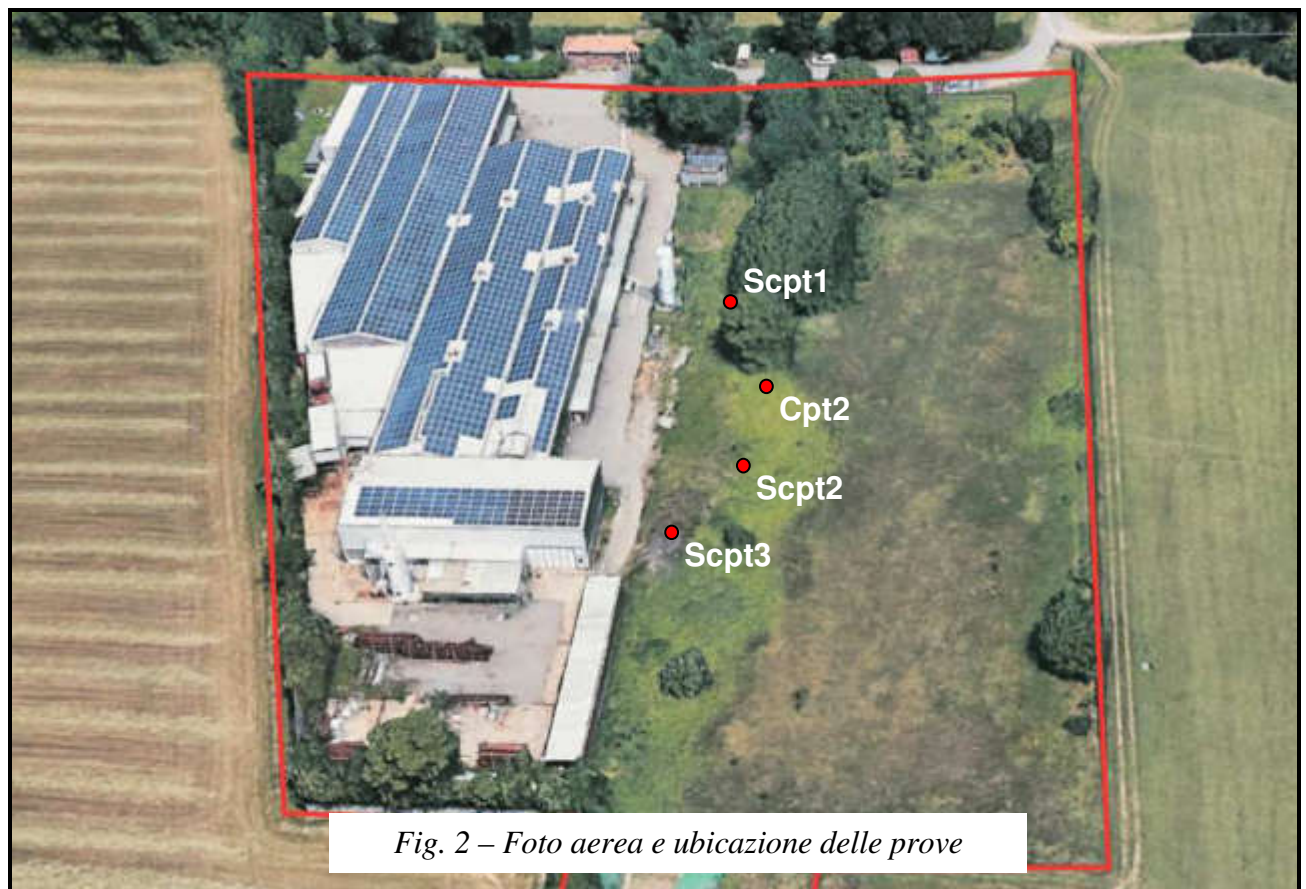 Scpt1
Cpt2
Scpt2
Scpt3
Fig. 2 – Foto aerea e ubicazione delle prove